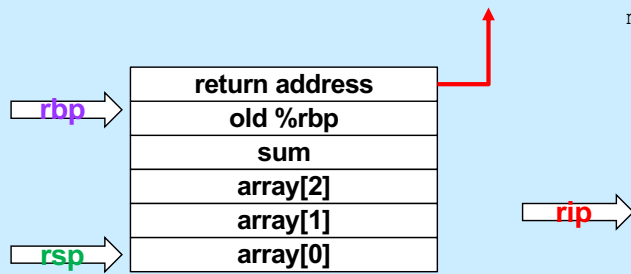 r
return address
rbp
old %rbp
sum
array[2]
array[1]
rip
rsp
array[0]